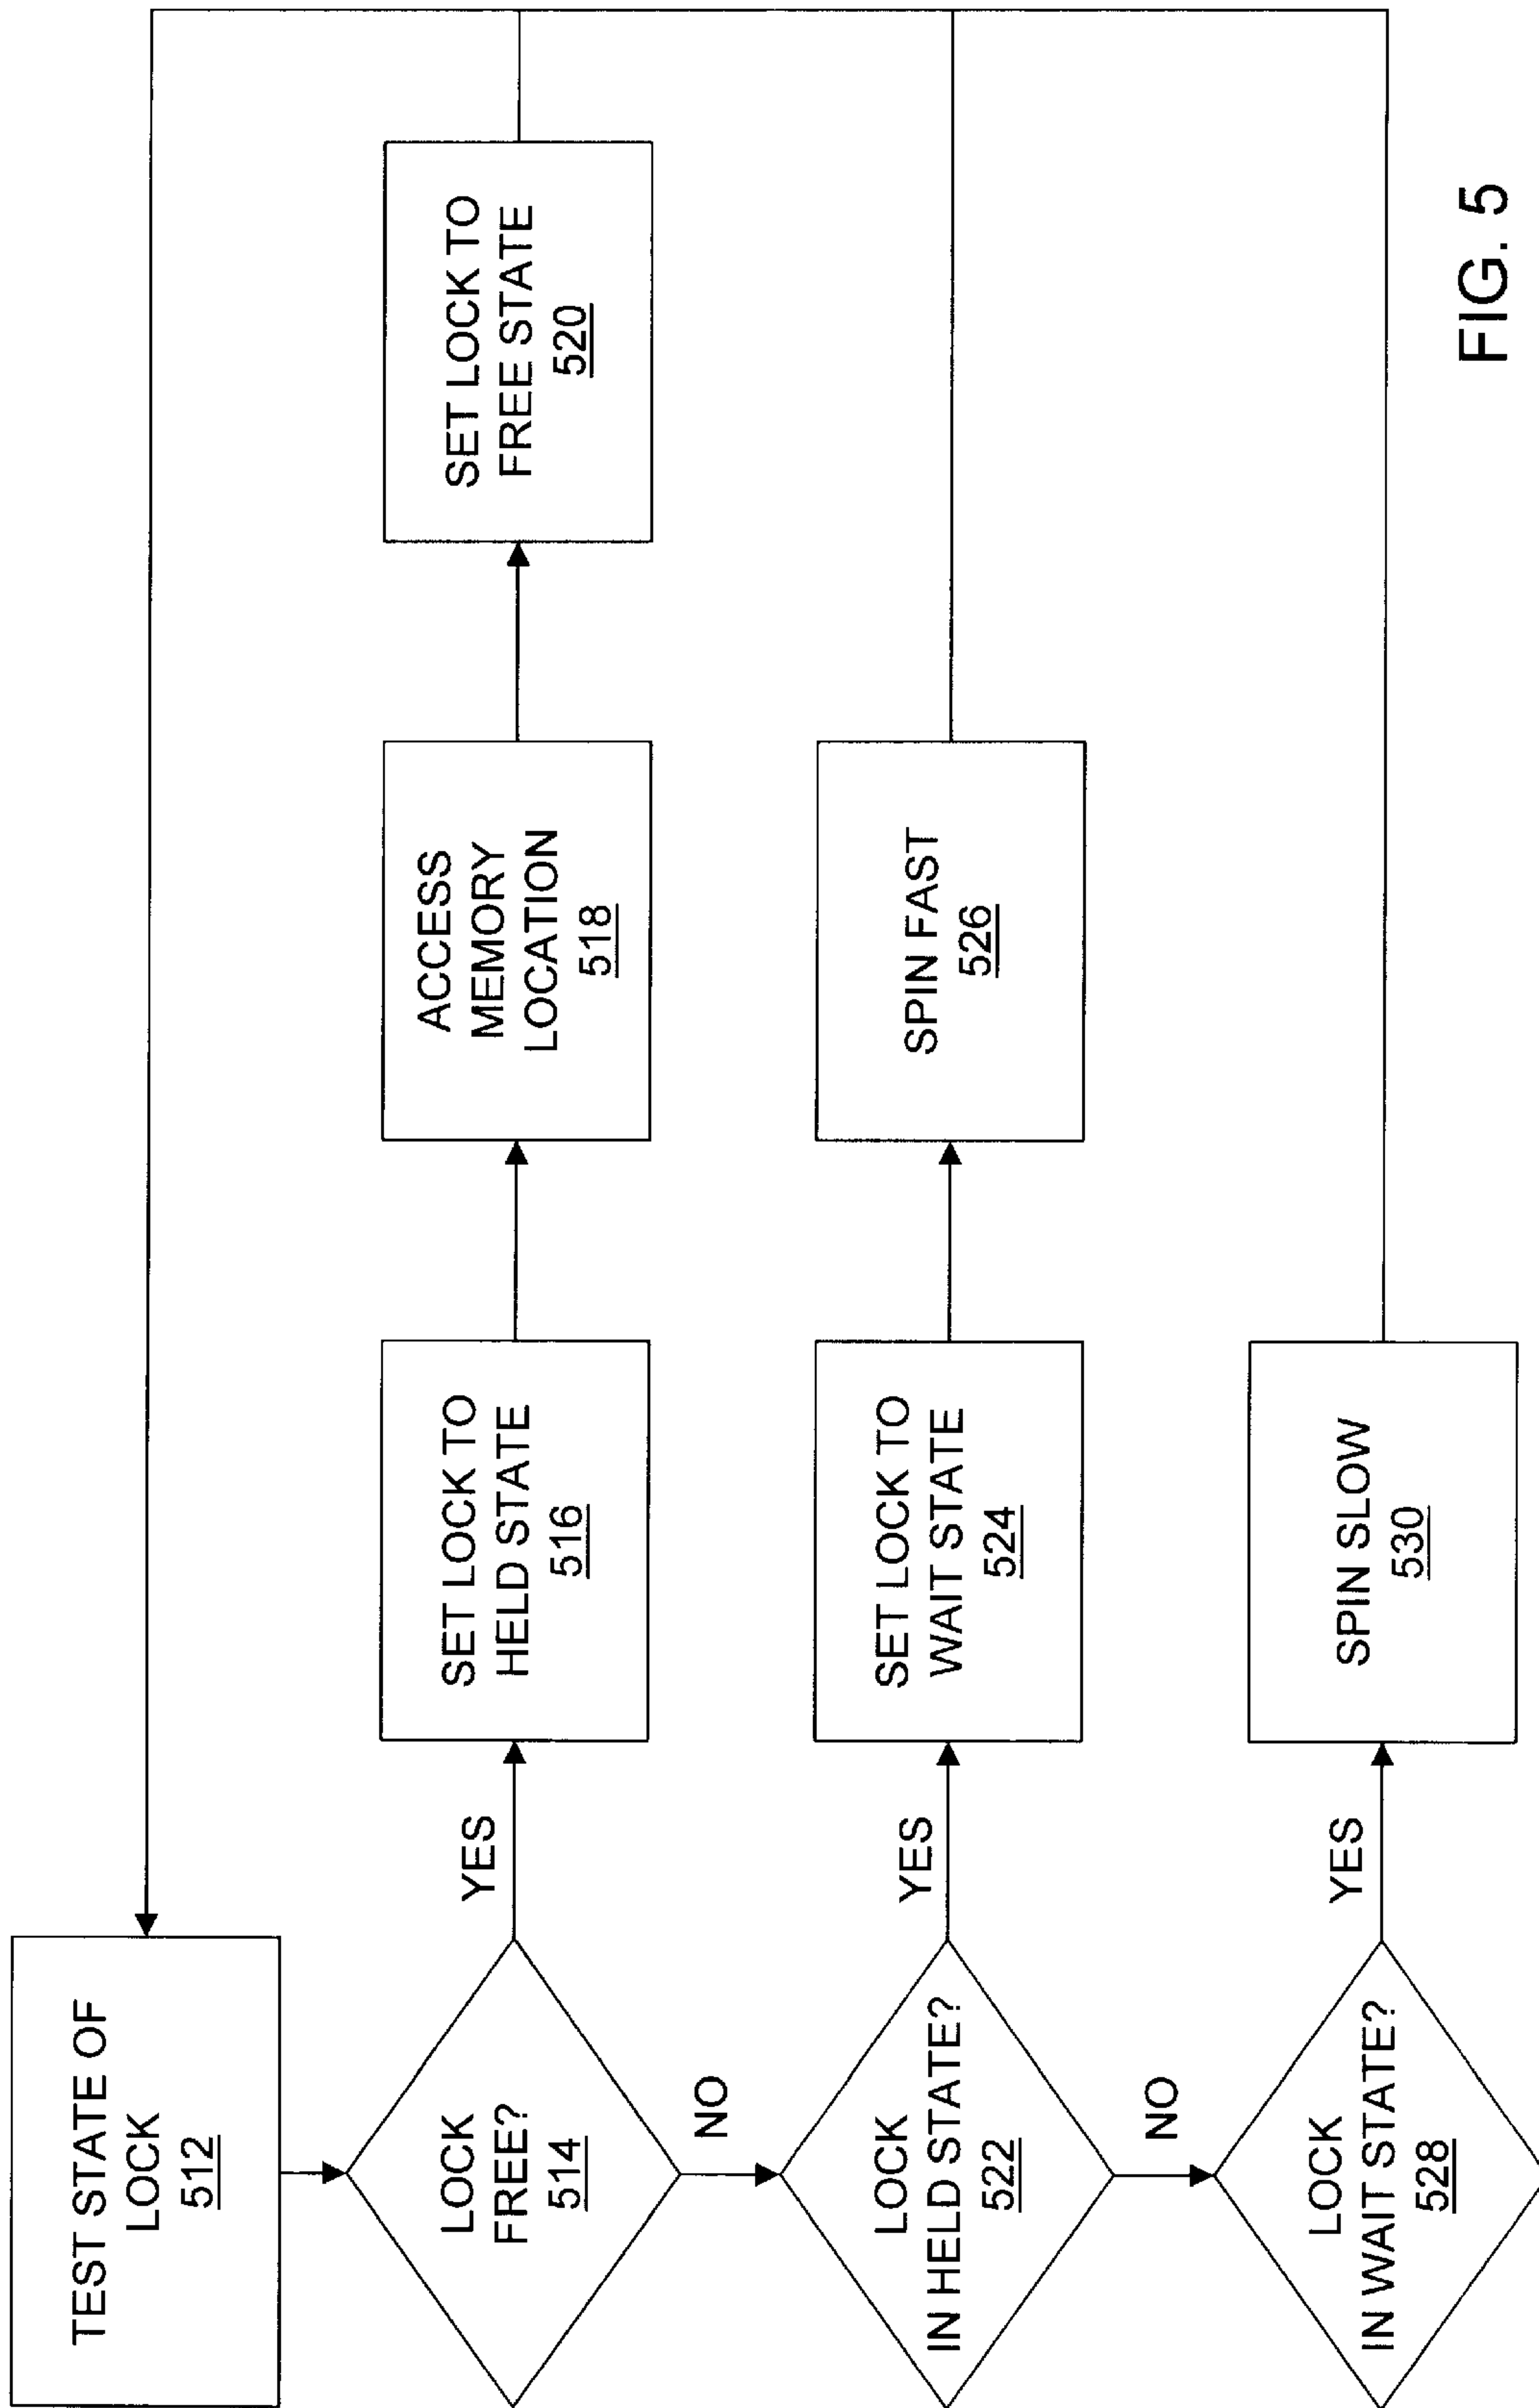 TEST STATE OF
LOCK
512
LOCK
FREE?
514
YES
SET LOCK TO
HELD STATE
516
ACCESS
MEMORY
LOCATION
518
SET LOCK TO
FREE STATE
520
NO
LOCK
IN HELD STATE?
522
YES
SET LOCK TO
WAIT STATE
524
SPIN FAST
526
NO
LOCK
IN WAIT STATE?
528
YES
SPIN SLOW
530
FIG. 5